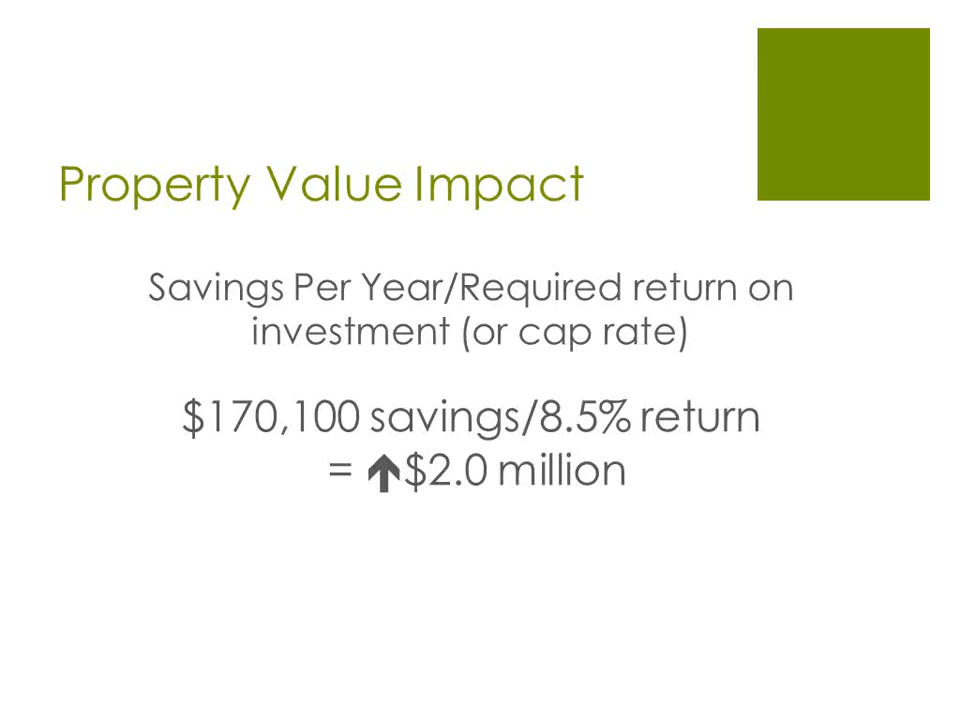 Property Value Impact
Savings Per Year/Required return on
investment (or cap rate)
$170,100 savings/8.5% return
= 🡹$2.0 million